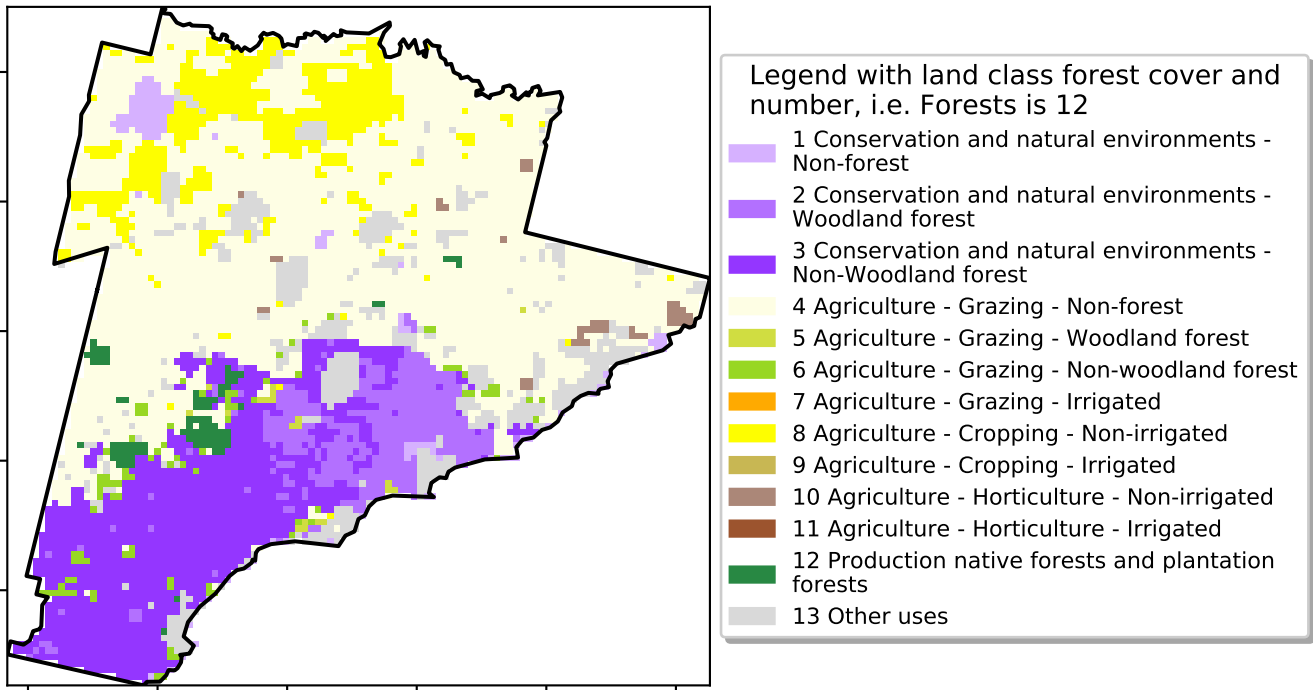 Legend with land class forest cover and
number, i.e. Forests is 12
1 Conservation and natural environments -
Non-forest
2 Conservation and natural environments -
Woodland forest
3 Conservation and natural environments -
Non-Woodland forest
4 Agriculture - Grazing - Non-forest
5 Agriculture - Grazing - Woodland forest
6 Agriculture - Grazing - Non-woodland forest
7 Agriculture - Grazing - Irrigated
8 Agriculture - Cropping - Non-irrigated
9 Agriculture - Cropping - Irrigated
10 Agriculture - Horticulture - Non-irrigated
11 Agriculture - Horticulture - Irrigated
12 Production native forests and plantation
forests
13 Other uses